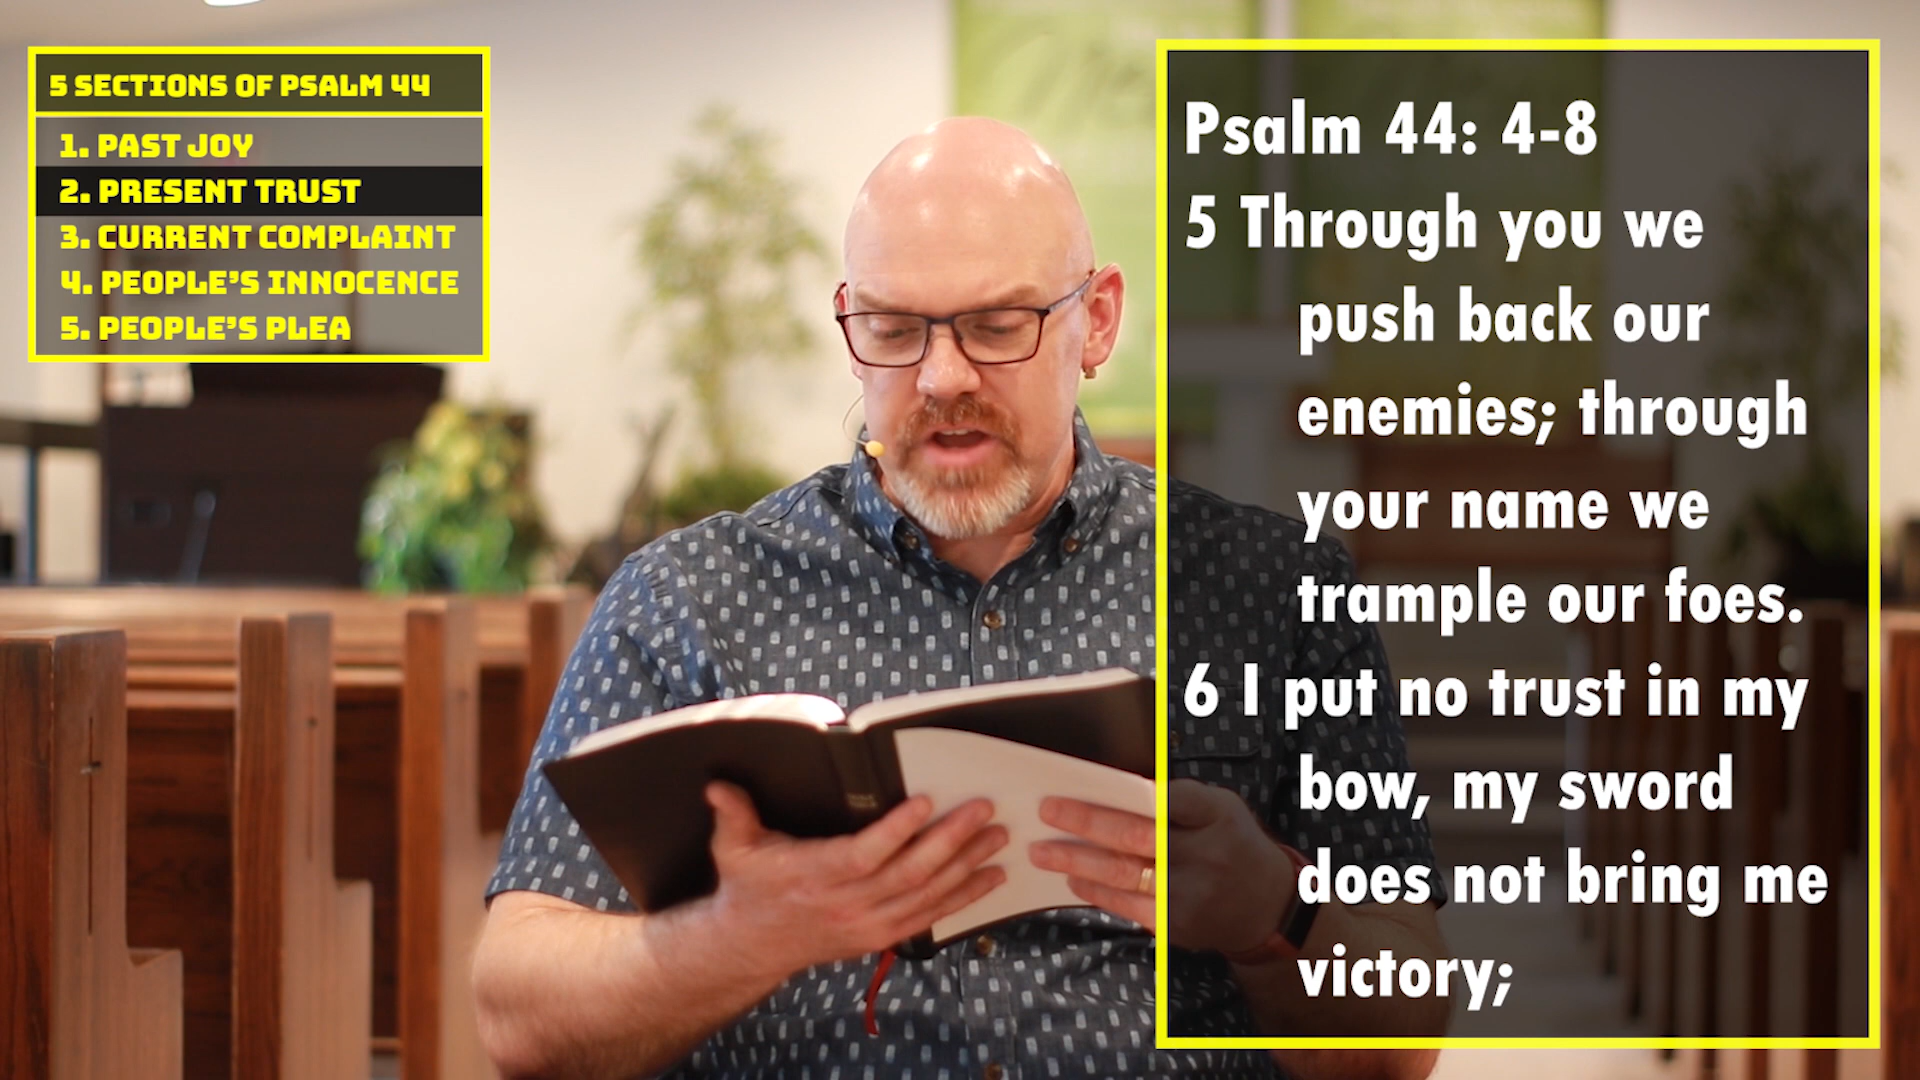 5 SECTIONS OF PSALM 44
1. PAST JOY
2. PRESENT TRUST
3. CURRENT COMPLAINT
4. PEOPLE'S INNOCENCE
5. PEOPLE'S PLEA
Psalm 44: 4-8
5 Through you we
push back our
enemies; through
your name we
trample our foes.
6 I put no trust in my
bow, my sword
does not bring me
victory;